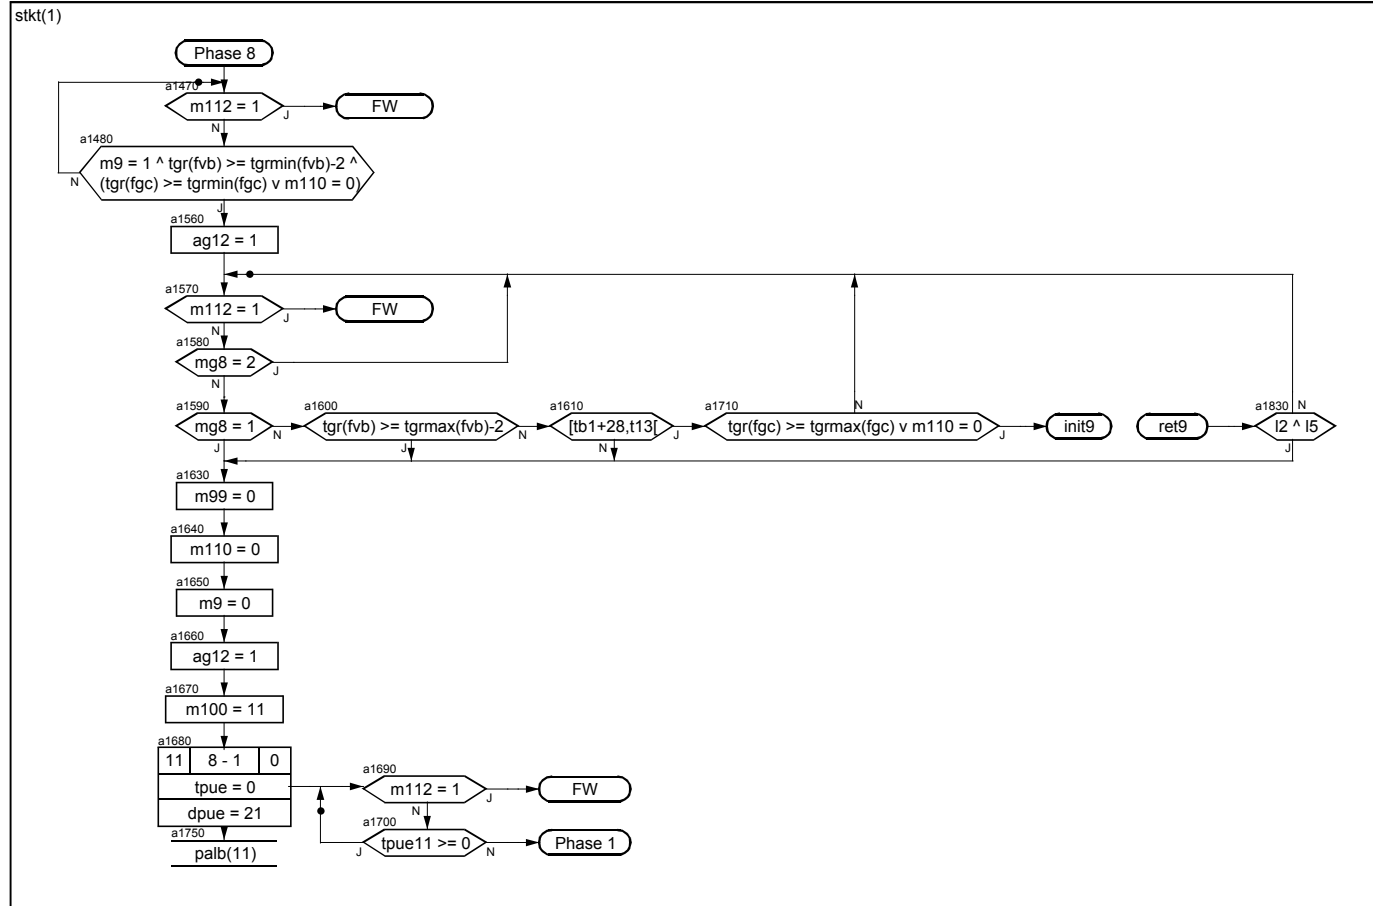 stkt(1)
Phase 8
a1470
m112 = 1
J
FW
N
a1480
m9 = 1 ^ tgr(fvb) >= tgrmin(fvb)-2 ^
(tgr(fgc) >= tgrmin(fgc) v m110 = 0)
N
J
a1560
ag12 = 1
a1570
m112 = 1
J
FW
N
a1580
mg8 = 2
J
N
a1590
mg8 = 1
N
J
a1600
tgr(fvb) >= tgrmax(fvb)-2
N
J
a1610
[tb1+28,t13[
J
N
a1710
tgr(fgc) >= tgrmax(fgc) v m110 = 0
N
J
init9
ret9
a1830
N
l2 ^ l5
J
a1630
m99 = 0
a1640
m110 = 0
a1650
m9 = 0
a1660
ag12 = 1
a1670
m100 = 11
a1680
11 8 - 1 0
tpue = 0
dpue = 21
a1690
m112 = 1
J
FW
N
a1700
tpue11 >= 0
J
N
Phase 1
a1750
palb(11)